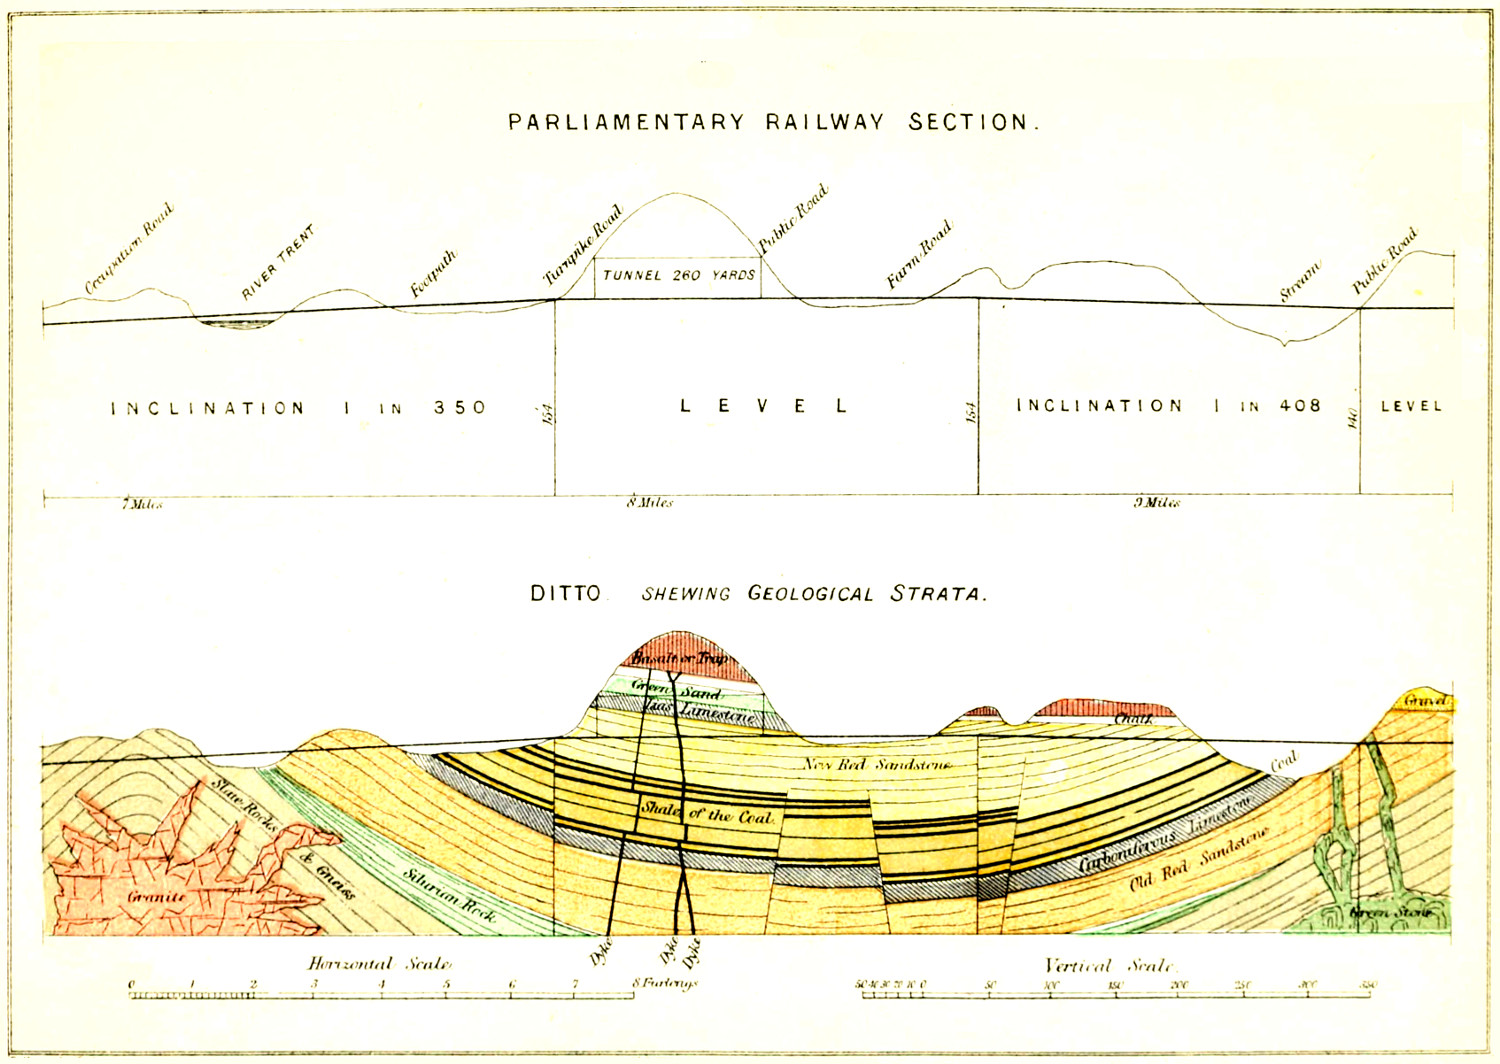 PARLIAMENTARY RAILWAY SECTION.
Occupation Road
RIVER TRENT
Footpath
Turnpike Road
TUNNEL 260 YARDS
Public Road
Farm Road
Stream
Public Road
INCLINATION 1 IN 350
154
LEVEL
154
INCLINATION 1 IN 408
140
LEVEL
7 Miles
8 Miles
9 Miles
DITTO SHEWING GEOLOGICAL STRATA.
Basalt or Trap
Green Sand
Lias Limestone
New Red Sandstone
Chalk
Gravel
Coal
Shale of the Coal
Carboniferous Limestone
Old Red Sandstone
Slate Rocks
& Gneiss
Silurian Rock
Granite
Green Stone
Dyke
Dyke
Dyke
Horizontal Scale
0 1 2 3 4 5 6 7 8 Furlongs
Vertical Scale.
50 40 30 20 10 0 50 100 150 200 250 300 350